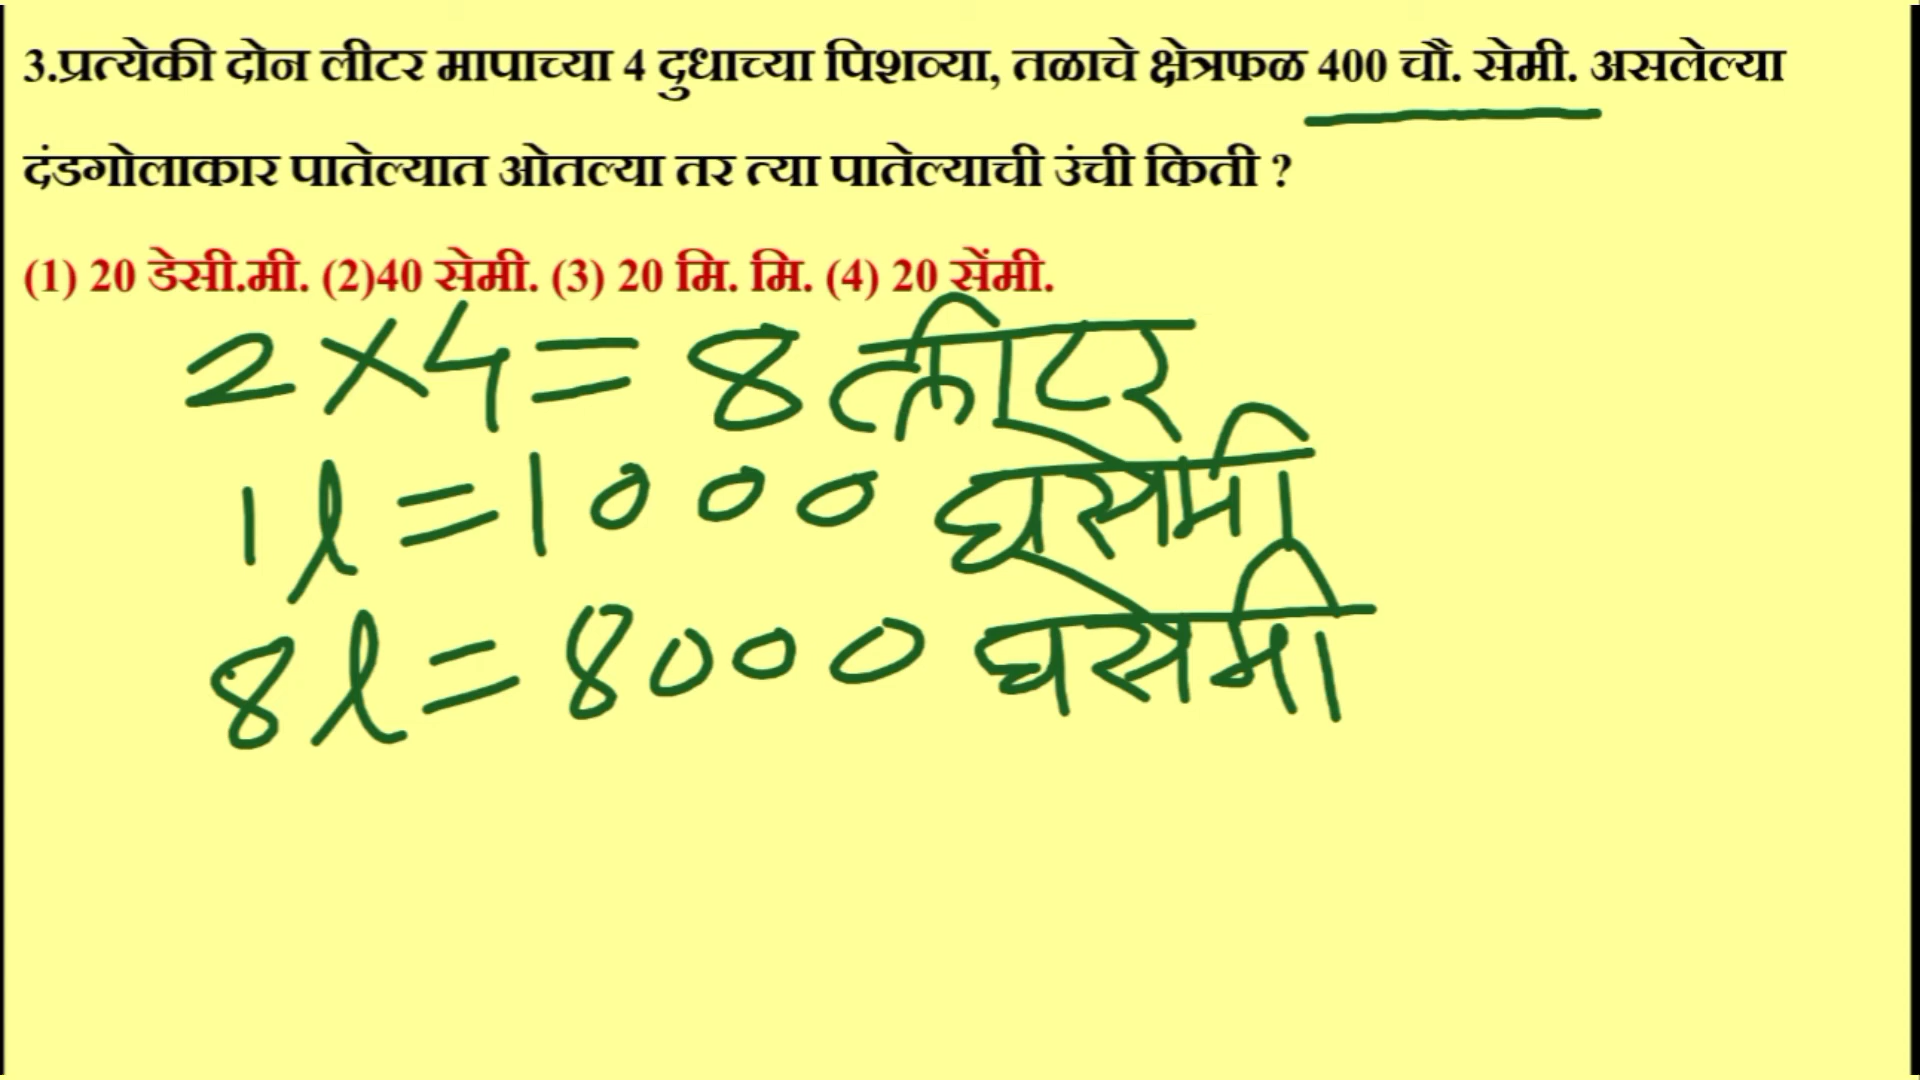 3.प्रत्येकी दोन लीटर मापाच्या 4 दुधाच्या पिशव्या, तळाचे क्षेत्रफळ 400 चौ. सेमी. असलेल्या
दंडगोलाकार पातेल्यात ओतल्या तर त्या पातेल्याची उंची किती ?
(1) 20 डेसी.मी. (2)40 सेमी. (3) 20 मि. मि. (4) 20 सेंमी.
2×4=8 लीटर
1l=1000 घसेमी
8l=8000 घसेमी